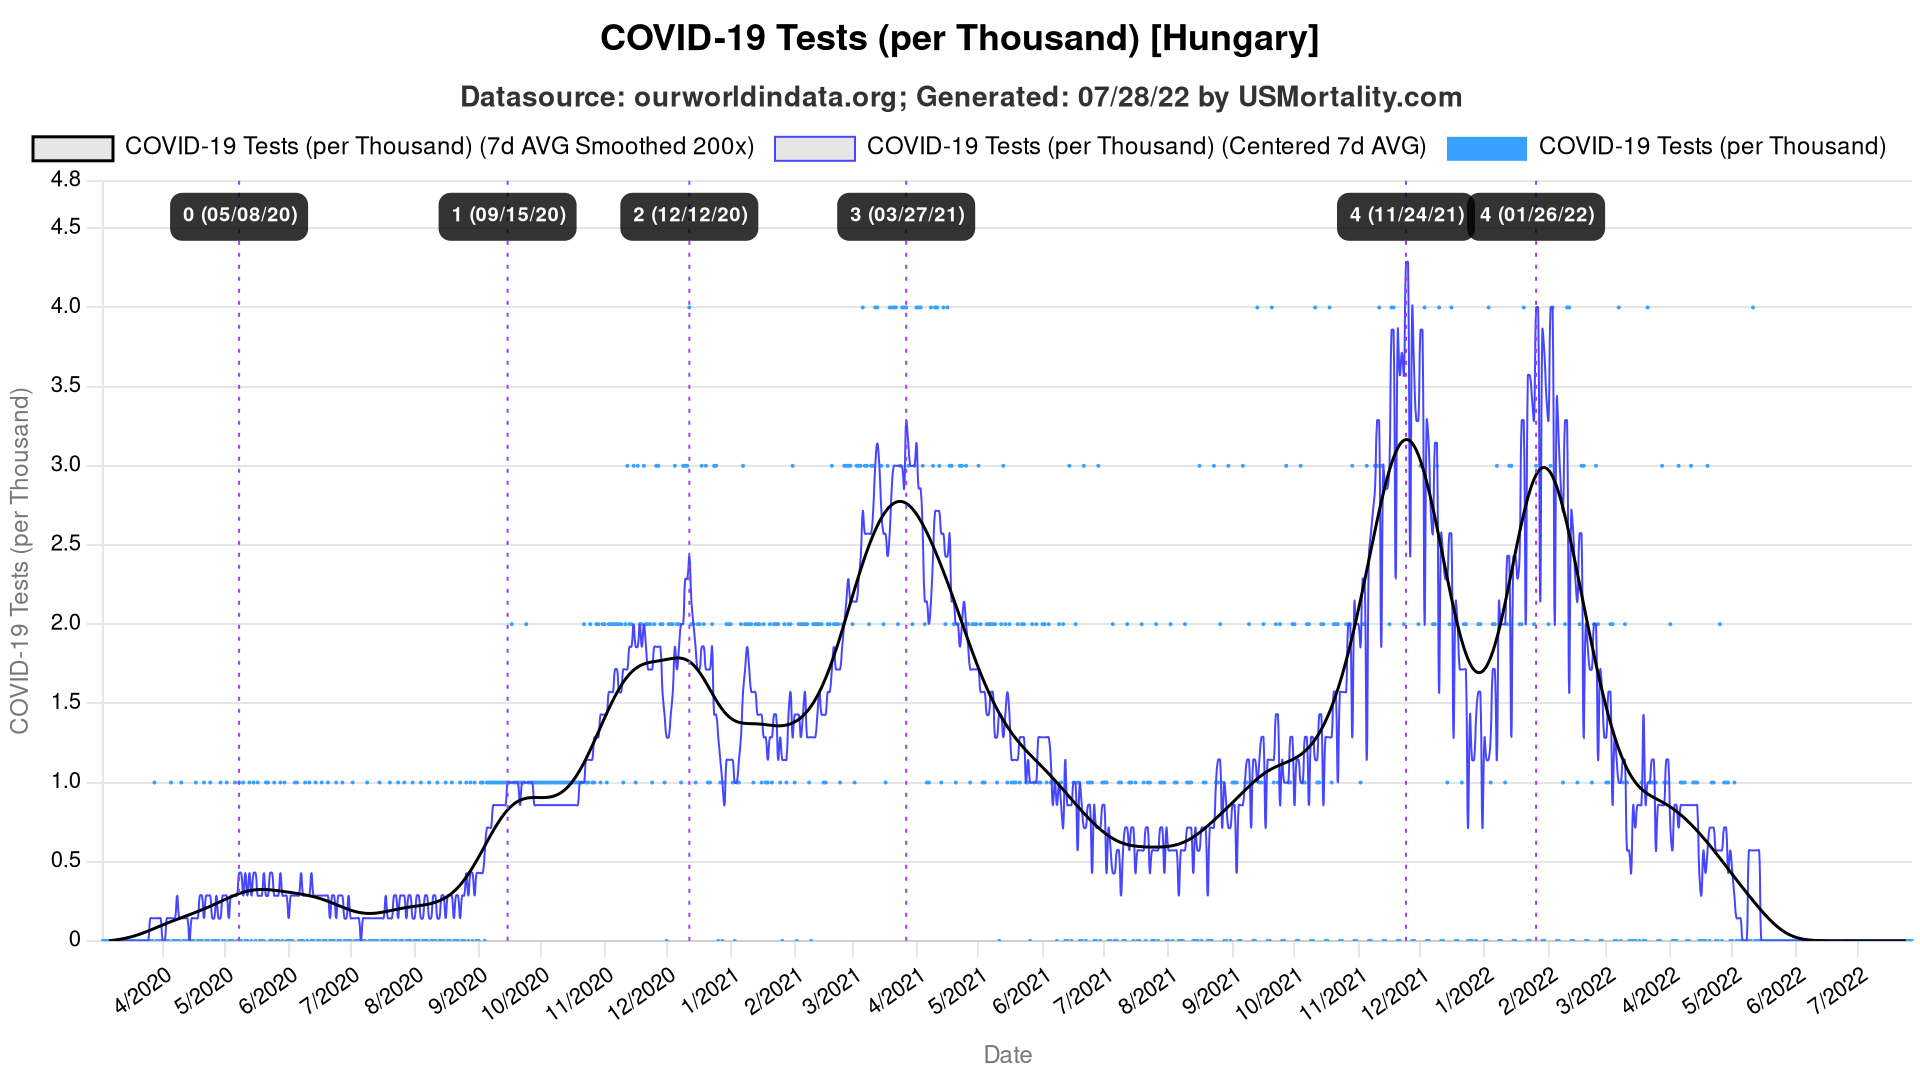 COVID-19 Tests (per Thousand) [Hungary]
Datasource: ourworldindata.org; Generated: 07/28/22 by USMortality.com
COVID-19 Tests (per Thousand) (7d AVG Smoothed 200x) COVID-19 Tests (per Thousand) (Centered 7d AVG) COVID-19 Tests (per Thousand)
0 (05/08/20) 1 (09/15/20) 2 (12/12/20) 3 (03/27/21) 4 (11/24/21) 4 (01/26/22)
4.8
4.5
4.0
3.5
3.0
2.5
2.0
1.5
1.0
0.5
0
COVID-19 Tests (per Thousand)
4/2020 5/2020 6/2020 7/2020 8/2020 9/2020 10/2020 11/2020 12/2020 1/2021 2/2021 3/2021 4/2021 5/2021 6/2021 7/2021 8/2021 9/2021 10/2021 11/2021 12/2021 1/2022 2/2022 3/2022 4/2022 5/2022 6/2022 7/2022
Date